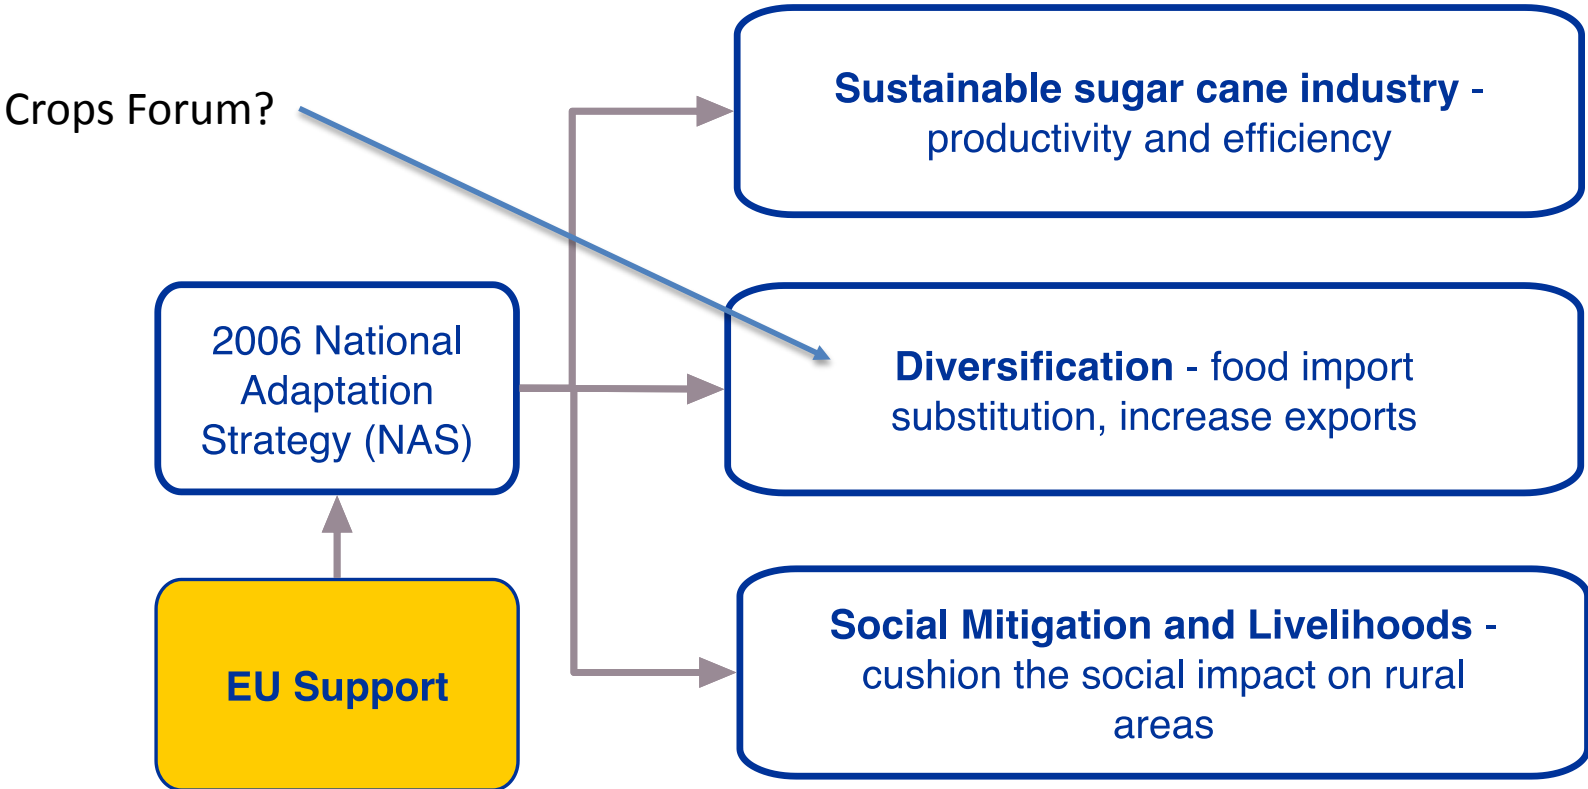 Crops Forum?
Sustainable sugar cane industry -
productivity and efficiency
2006 National
Adaptation
Strategy (NAS)
Diversification - food import
substitution, increase exports
EU Support
Social Mitigation and Livelihoods -
cushion the social impact on rural
areas